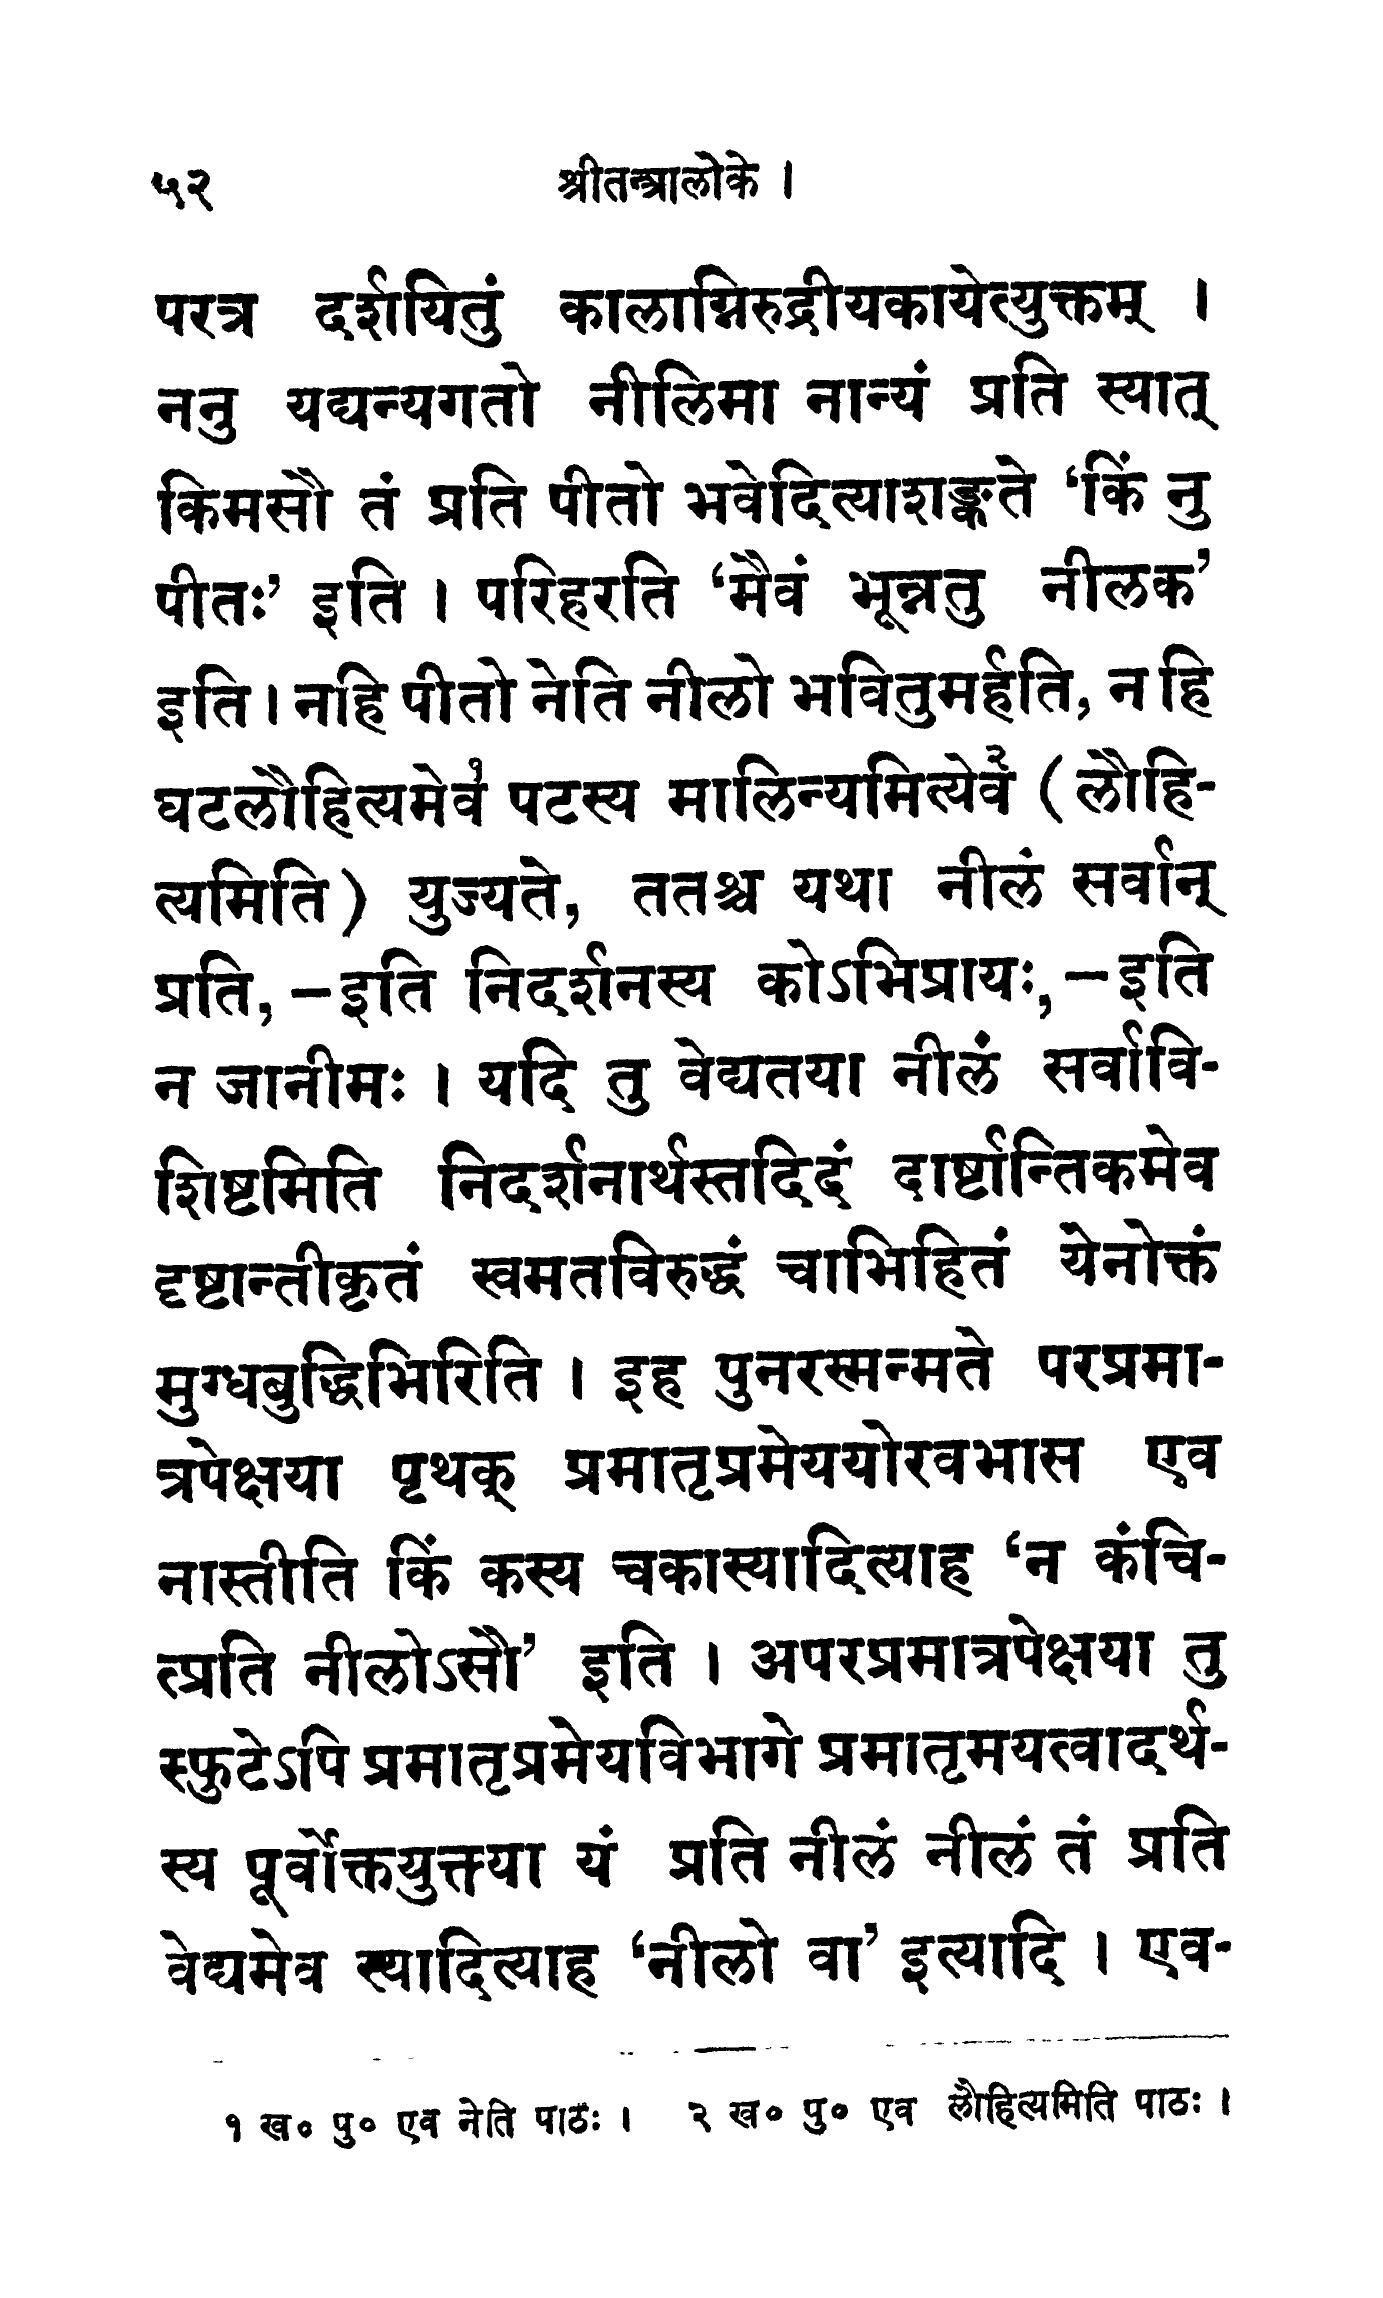 ५२ श्रीतन्त्रालोके ।
परत्र दर्शयितुं कालाग्निरुद्रीयकायेत्युक्तम् ।
ननु यद्यन्यगतो नीलिमा नान्यं प्रति स्यात्
किमसौ तं प्रति पीतो भवेदित्याशङ्कते ‘किं नु
पीतः’ इति । परिहरति ‘मैवं भून्नतु नीलक’
इति । नहि पीतो नेति नीलो भवितुमर्हति, न हि
घटलौहित्यमेवं१ पटस्य मालिन्यमित्येवं२ (लौहि-
त्यमिति) युज्यते, ततश्च यथा नीलं सर्वान्
प्रति,–इति निदर्शनस्य कोऽभिप्रायः,–इति
न जानीमः । यदि तु वेद्यतया नीलं सर्वावि-
शिष्टमिति निदर्शनार्थस्तदिदं दार्ष्टान्तिकमेव
दृष्टान्तीकृतं स्वमतविरुद्धं चाभिहितं येनोक्तं
मुग्धबुद्धिभिरिति । इह पुनरस्मन्मते परप्रमा-
त्रपेक्षया पृथक् प्रमातृप्रमेययोरवभास एव
नास्तीति किं कस्य चकास्यादित्याह ‘न कंचि-
त्प्रति नीलोऽसौ’ इति । अपरप्रमात्रपेक्षया तु
स्फुटेऽपि प्रमातृप्रमेयविभागे प्रमातृमयत्वादर्थ-
स्य पूर्वोक्तयुक्त्या यं प्रति नीलं नीलं तं प्रति
वेद्यमेव स्यादित्याह ‘नीलो वा’ इत्यादि । एव-
१ ख० पु० एव नेति पाठः । २ ख० पु० एव लौहित्यमिति पाठः ।